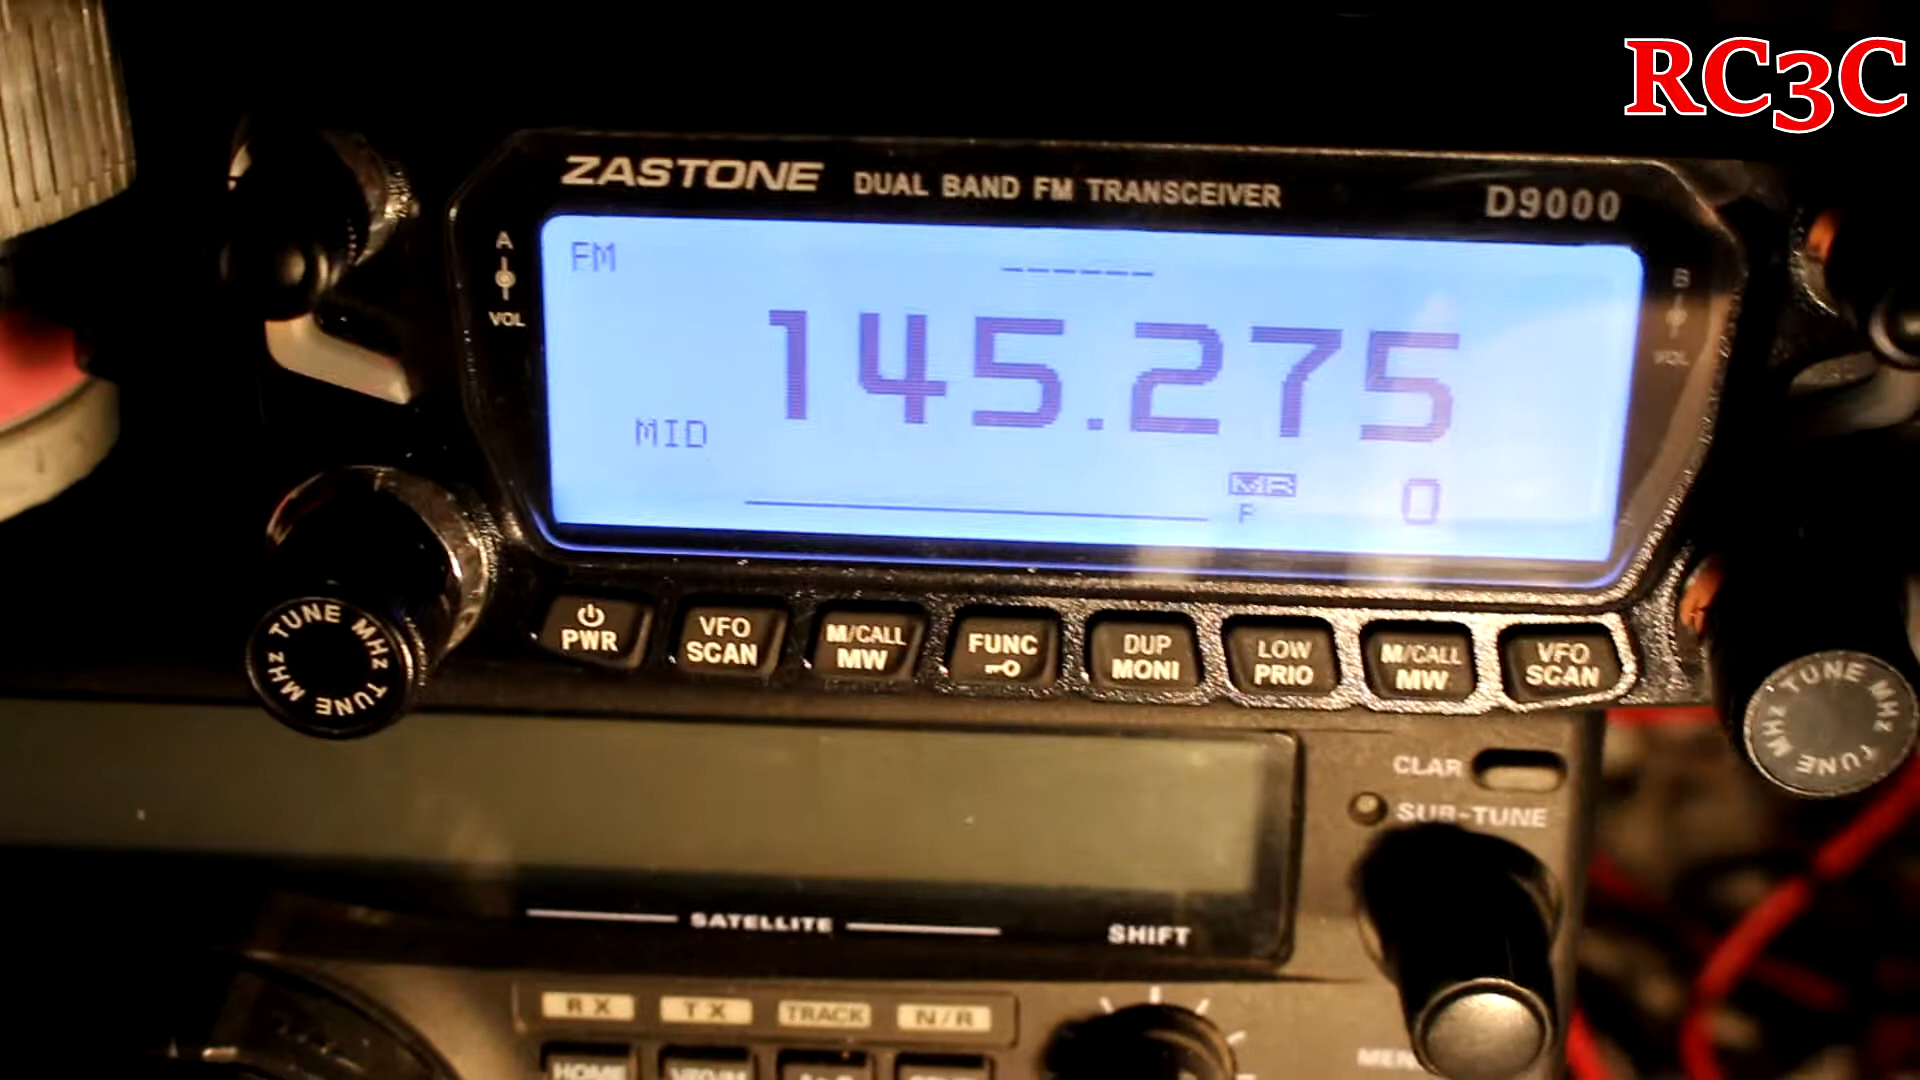 RC3C
ZASTONE DUAL BAND FM TRANSCEIVER D9000
A
VOL
B
VOL
FM
------
145.275
MID
MR
P
0
TUNE MHz TUNE MHz
PWR
VFO
SCAN
M/CALL
MW
FUNC
DUP
MONI
LOW
PRIO
M/CALL
MW
VFO
SCAN
TUNE MHz TUNE MHz
CLAR
SUB-TUNE
SATELLITE
SHIFT
RX
TX
TRACK
N/R
HOME